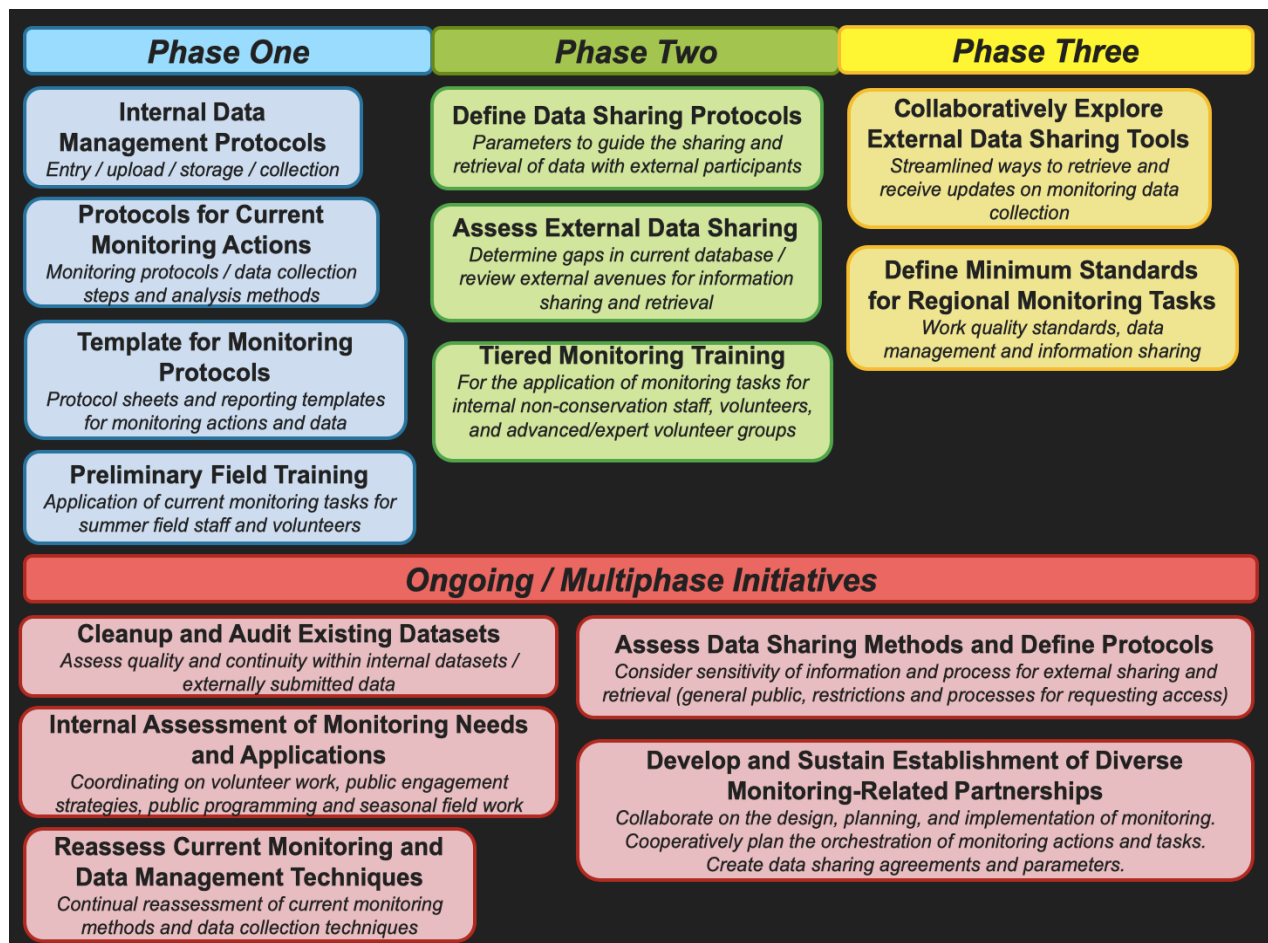 Phase One
Internal Data
Management Protocols
Entry / upload / storage / collection
Protocols for Current
Monitoring Actions
Monitoring protocols / data collection
steps and analysis methods
Template for Monitoring
Protocols
Protocol sheets and reporting templates
for monitoring actions and data
Preliminary Field Training
Application of current monitoring tasks for
summer field staff and volunteers
Phase Two
Define Data Sharing Protocols
Parameters to guide the sharing and
retrieval of data with external participants
Assess External Data Sharing
Determine gaps in current database /
review external avenues for information
sharing and retrieval
Tiered Monitoring Training
For the application of monitoring tasks for
internal non-conservation staff, volunteers,
and advanced/expert volunteer groups
Phase Three
Collaboratively Explore
External Data Sharing Tools
Streamlined ways to retrieve and
receive updates on monitoring data
collection
Define Minimum Standards
for Regional Monitoring Tasks
Work quality standards, data
management and information sharing
Ongoing / Multiphase Initiatives
Cleanup and Audit Existing Datasets
Assess quality and continuity within internal datasets /
externally submitted data
Internal Assessment of Monitoring Needs
and Applications
Coordinating on volunteer work, public engagement
strategies, public programming and seasonal field work
Reassess Current Monitoring and
Data Management Techniques
Continual reassessment of current monitoring
methods and data collection techniques
Assess Data Sharing Methods and Define Protocols
Consider sensitivity of information and process for external sharing and
retrieval (general public, restrictions and processes for requesting access)
Develop and Sustain Establishment of Diverse
Monitoring-Related Partnerships
Collaborate on the design, planning, and implementation of monitoring.
Cooperatively plan the orchestration of monitoring actions and tasks.
Create data sharing agreements and parameters.